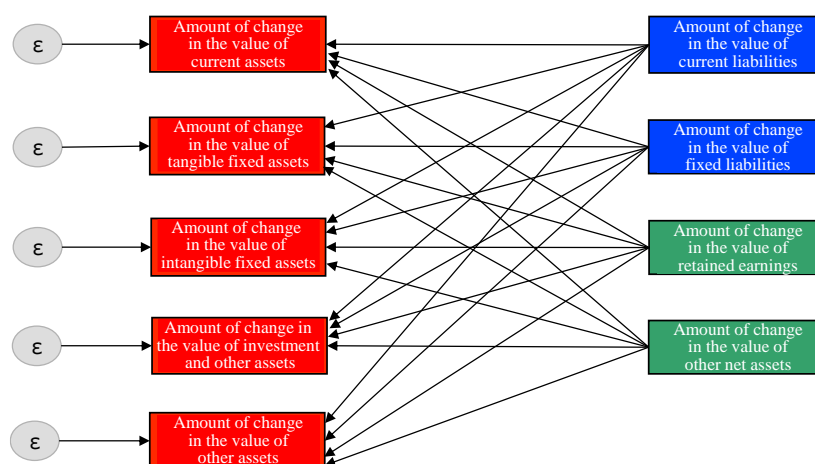 ε
Amount of change
in the value of
current assets
Amount of change
in the value of
current liabilities
ε
Amount of change
in the value of
tangible fixed assets
Amount of change
in the value of
fixed liabilities
ε
Amount of change
in the value of
intangible fixed assets
Amount of change
in the value of
retained earnings
ε
Amount of change in
the value of investment
and other assets
Amount of change
in the value of
other net assets
ε
Amount of change
in the value of
other assets